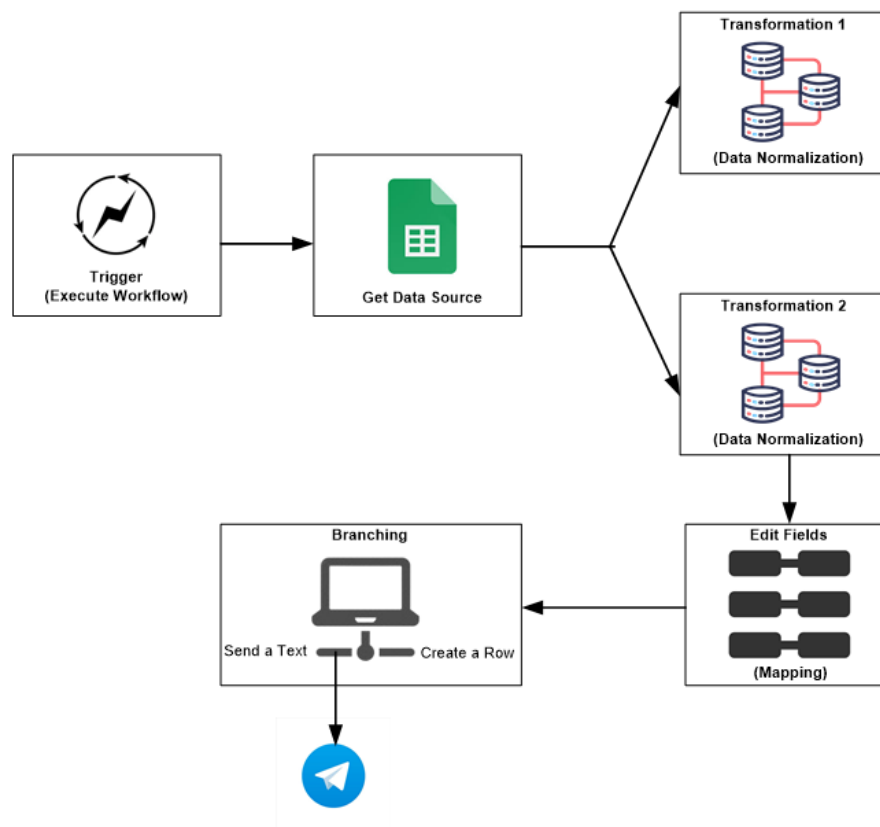 Transformation 1
(Data Normalization)
Trigger
(Execute Workflow)
Get Data Source
Transformation 2
(Data Normalization)
Branching
Send a Text
Create a Row
Edit Fields
(Mapping)